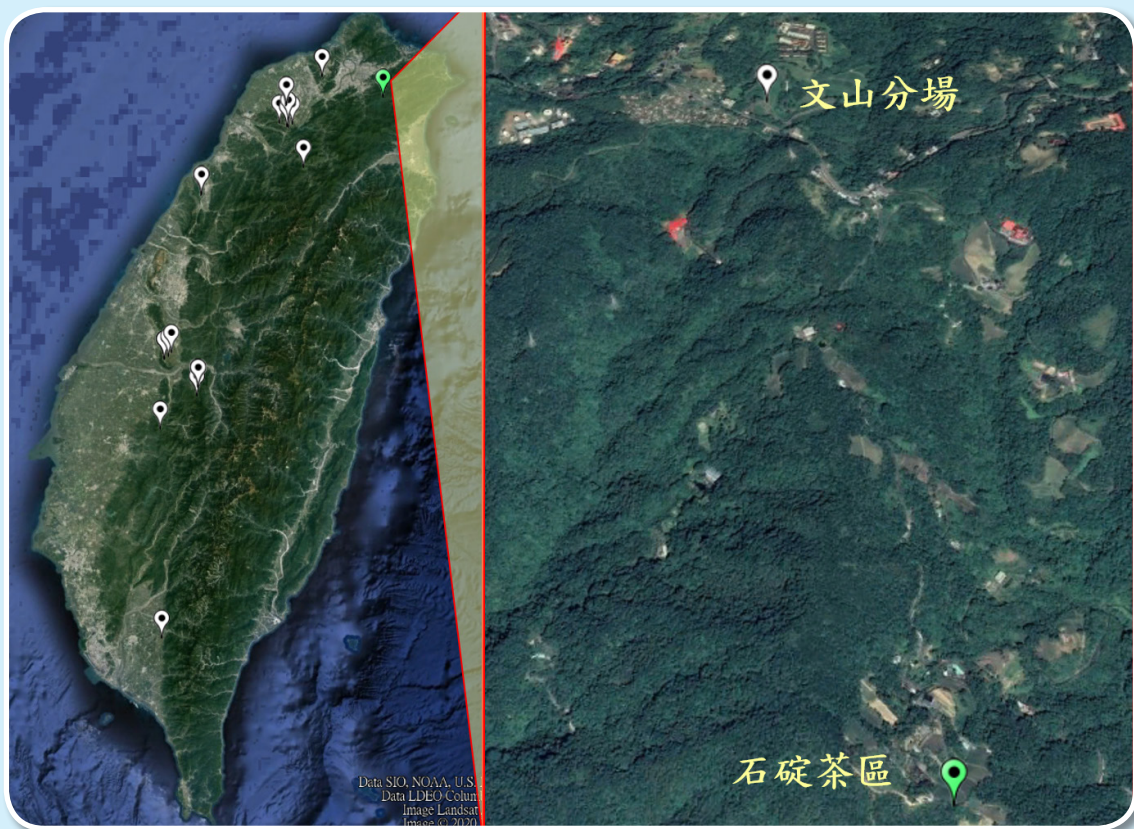 文山分場
石碇茶區
Data SIO, NOAA, U.S.
Data LDEO-Colum
Image Landsat
Image © 2020